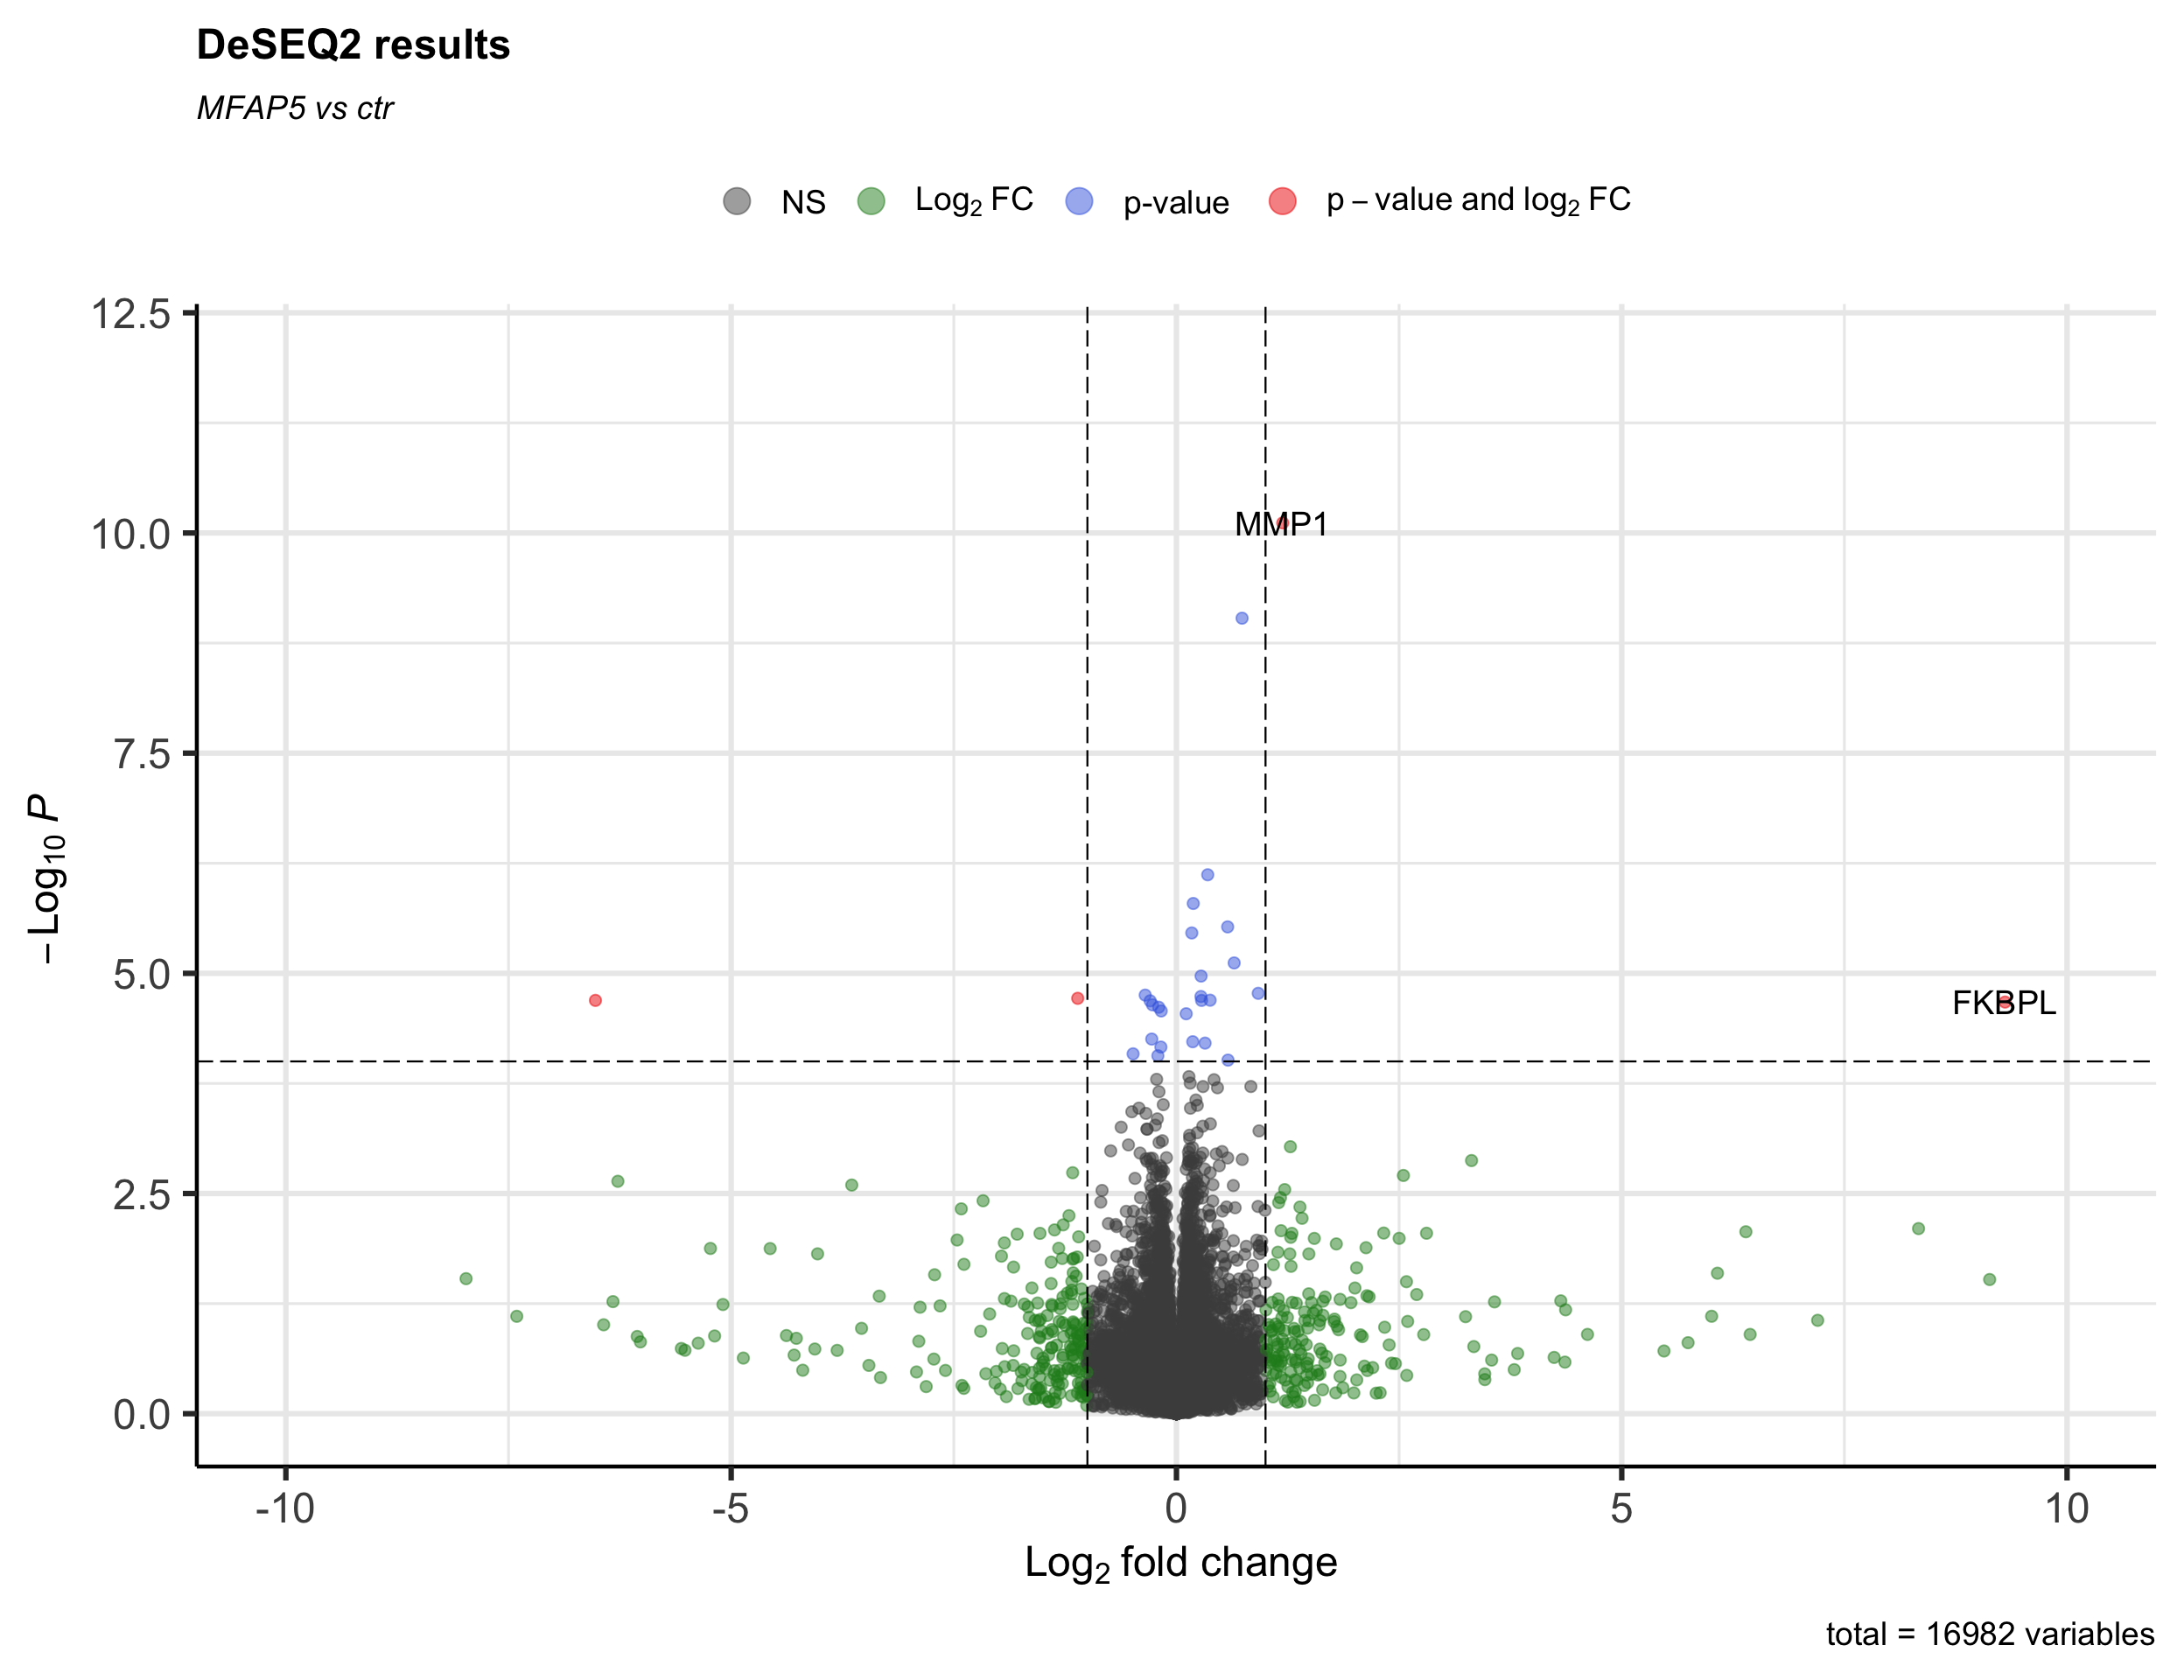 DeSEQ2 results
MFAP5 vs ctr
NS Log2 FC p-value p – value and log2 FC
12.5
10.0
7.5
5.0
2.5
0.0
– Log10 P
MMP1
FKBPL
-10 -5 0 5 10
Log2 fold change
total = 16982 variables